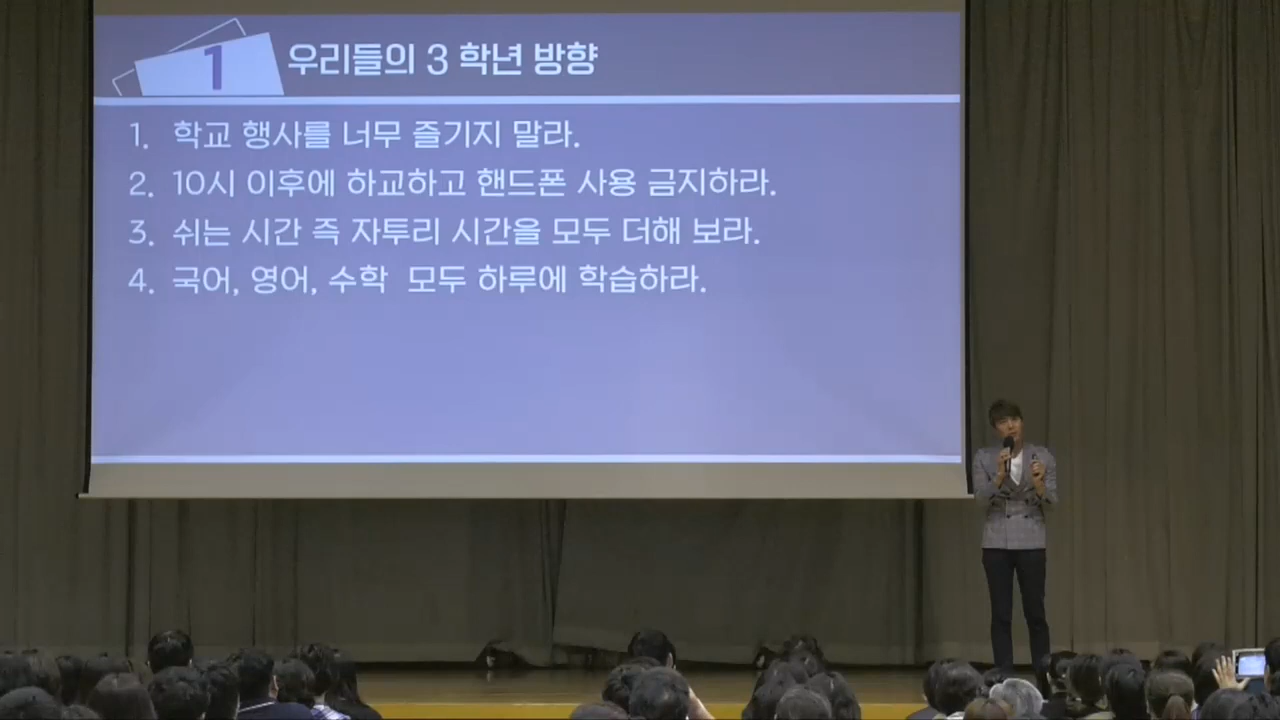 1 우리들의 3 학년 방향
1. 학교 행사를 너무 즐기지 말라.
2. 10시 이후에 하교하고 핸드폰 사용 금지하라.
3. 쉬는 시간 즉 자투리 시간을 모두 더해 보라.
4. 국어, 영어, 수학 모두 하루에 학습하라.